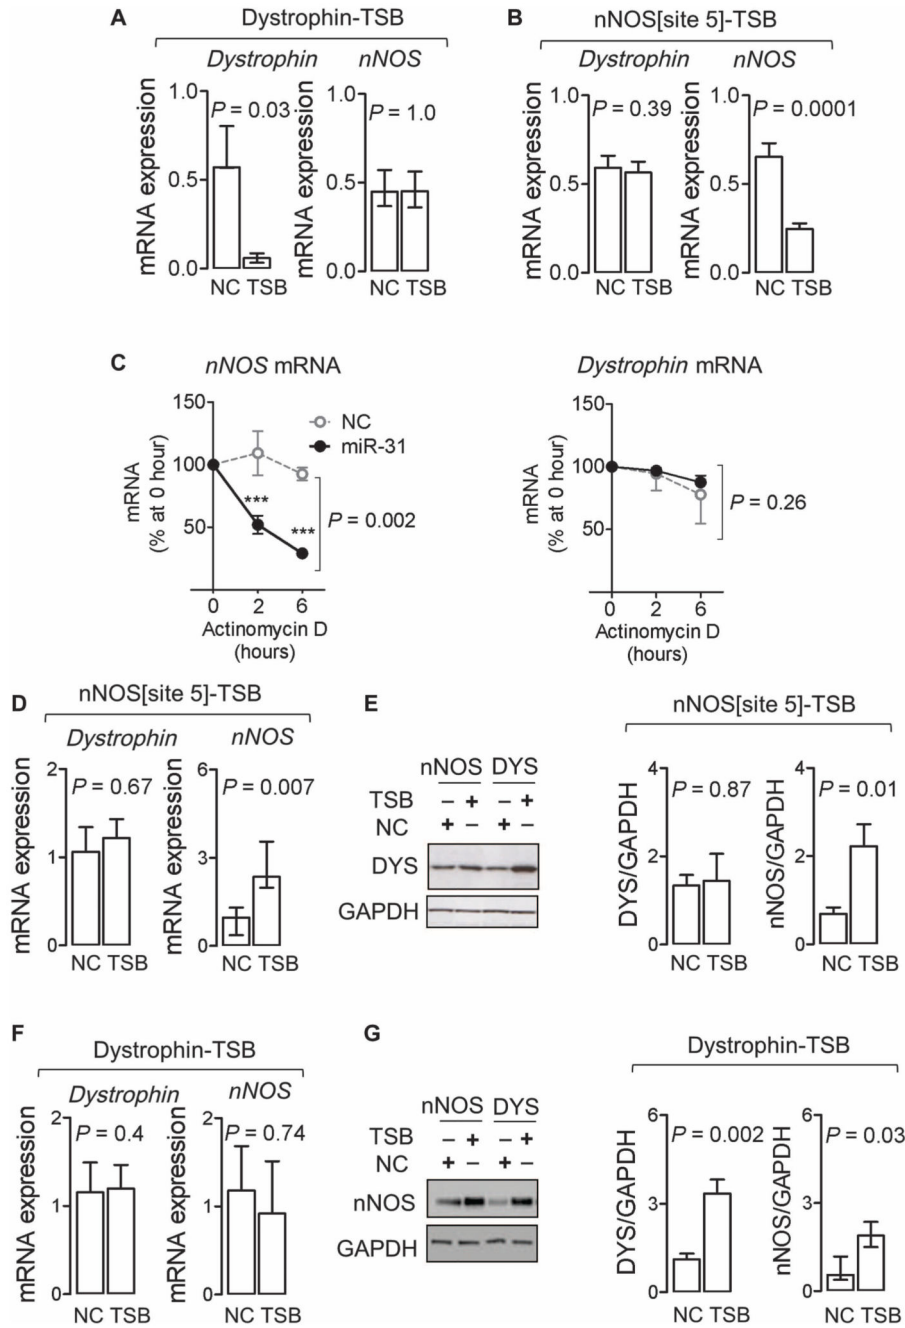 A
Dystrophin-TSB
Dystrophin
nNOS
mRNA expression
1.0
0.5
0.0
P = 0.03
NC TSB
mRNA expression
1.0
0.5
0.0
P = 1.0
NC TSB
B
nNOS[site 5]-TSB
Dystrophin
nNOS
mRNA expression
1.0
0.5
0.0
P = 0.39
NC TSB
mRNA expression
1.0
0.5
0.0
P = 0.0001
NC TSB
C
nNOS mRNA
mRNA
(% at 0 hour)
150
100
50
NC
miR-31
***
***
P = 0.002
0 2 6
Actinomycin D
(hours)
Dystrophin mRNA
mRNA
(% at 0 hour)
150
100
50
P = 0.26
0 2 6
Actinomycin D
(hours)
D
nNOS[site 5]-TSB
Dystrophin
nNOS
mRNA expression
2
1
0
P = 0.67
NC TSB
mRNA expression
6
3
0
P = 0.007
NC TSB
E
nNOS DYS
TSB – + – +
NC + – + –
DYS
GAPDH
nNOS[site 5]-TSB
DYS/GAPDH
4
2
0
P = 0.87
NC TSB
nNOS/GAPDH
4
2
0
P = 0.01
NC TSB
F
Dystrophin-TSB
Dystrophin
nNOS
mRNA expression
2
1
0
P = 0.4
NC TSB
mRNA expression
2
1
0
P = 0.74
NC TSB
G
nNOS DYS
TSB – + – +
NC + – + –
nNOS
GAPDH
Dystrophin-TSB
DYS/GAPDH
6
3
0
P = 0.002
NC TSB
nNOS/GAPDH
6
3
0
P = 0.03
NC TSB